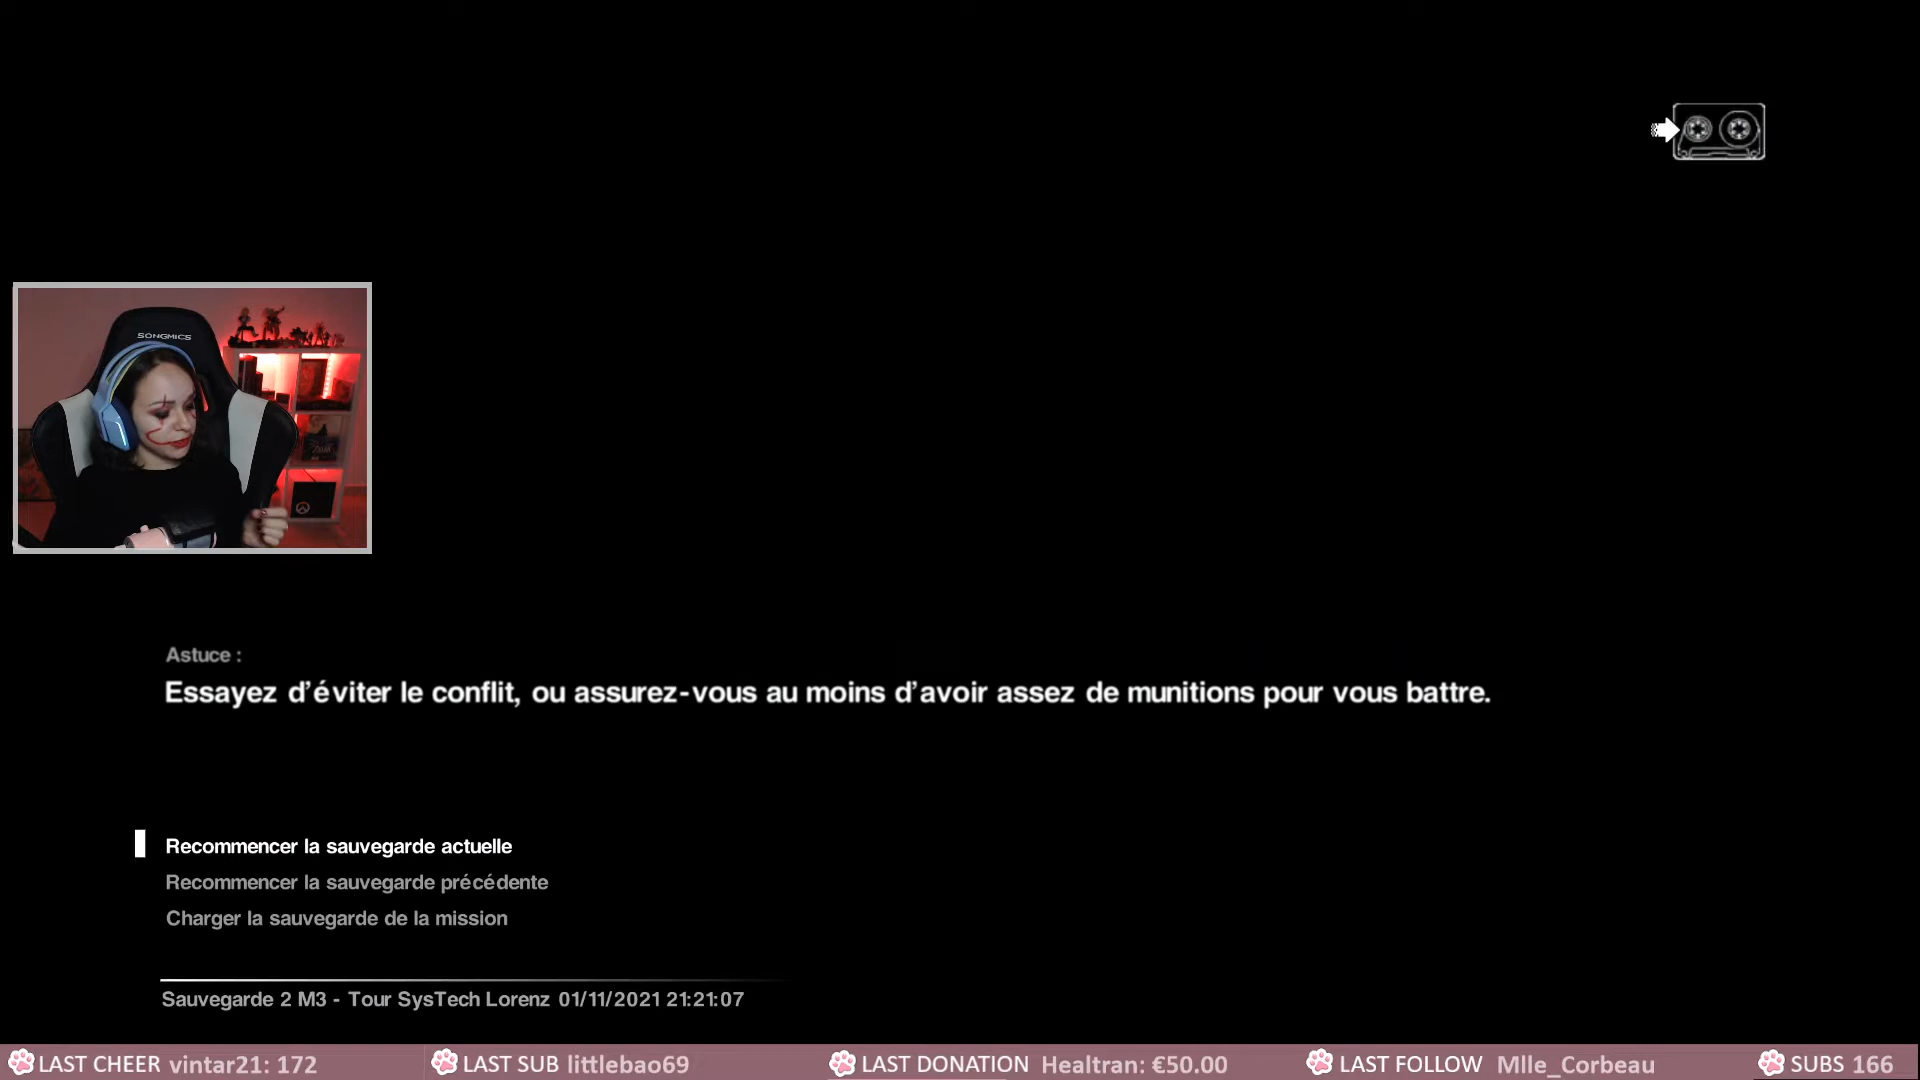 SONGMICS
Astuce :
Essayez d'éviter le conflit, ou assurez-vous au moins d'avoir assez de munitions pour vous battre.
Recommencer la sauvegarde actuelle
Recommencer la sauvegarde précédente
Charger la sauvegarde de la mission
Sauvegarde 2 M3 - Tour SysTech Lorenz 01/11/2021 21:21:07
LAST CHEER vintar21: 172 LAST SUB littlebao69 LAST DONATION Healtran: €50.00 LAST FOLLOW Mlle_Corbeau SUBS 166